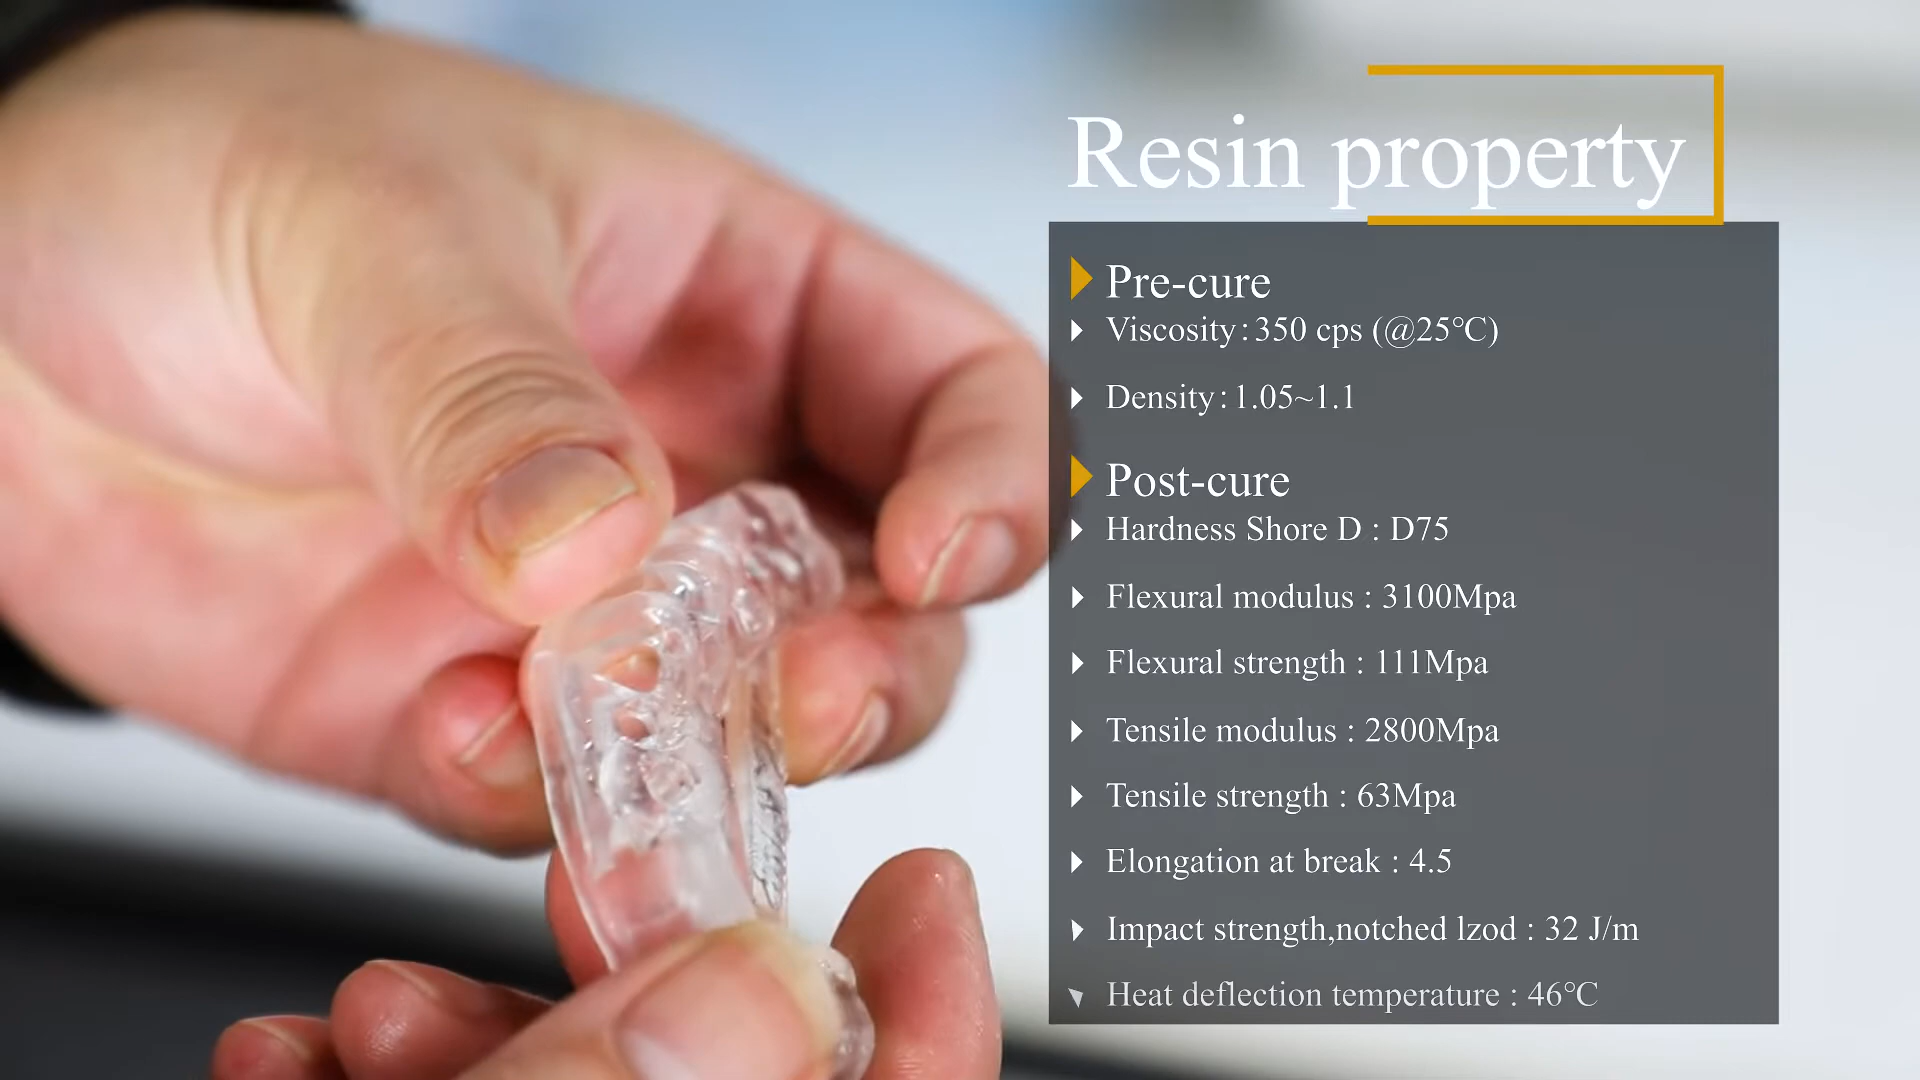 Resin property
Pre-cure
Viscosity:350 cps (@25℃)
Density:1.05~1.1
Post-cure
Hardness Shore D : D75
Flexural modulus : 3100Mpa
Flexural strength : 111Mpa
Tensile modulus : 2800Mpa
Tensile strength : 63Mpa
Elongation at break : 4.5
Impact strength,notched lzod : 32 J/m
Heat deflection temperature : 46℃